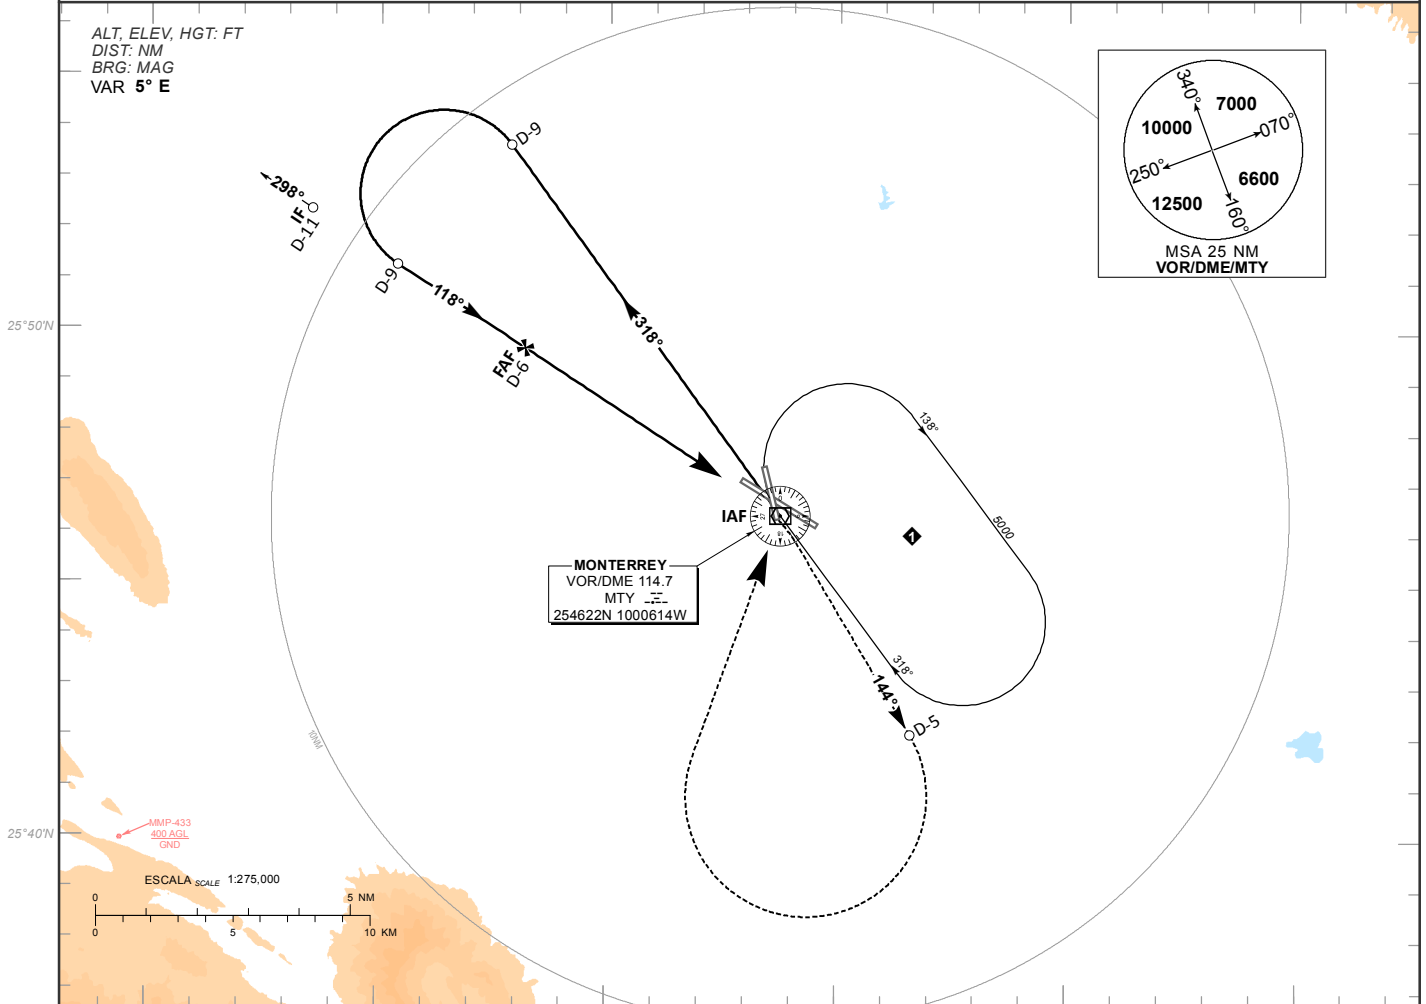 ALT, ELEV, HGT: FT
DIST: NM
BRG: MAG
VAR 5° E
340°
7000
10000
070°
250°
6600
12500
160°
MSA 25 NM
VOR/DME/MTY
D-9
298°
IF
D-11
D-9
118°
318°
25°50'N
FAF
D-6
138°
5000
1
IAF
MONTERREY
VOR/DME 114.7
MTY
254622N 1000614W
318°
144°
D-5
10NM
25°40'N
MMP-433
400 AGL
GND
ESCALA SCALE 1:275,000
0 5 NM
0 5 10 KM